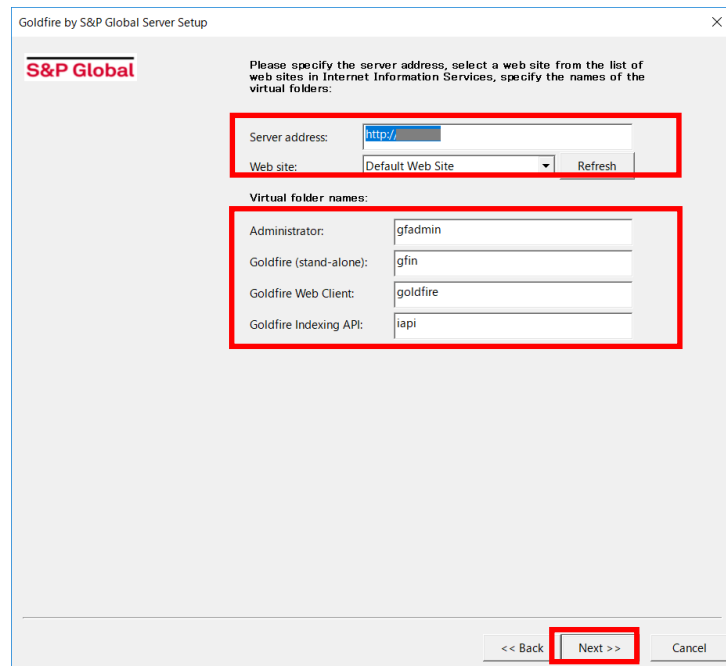 Goldfire by S&P Global Server Setup
S&P Global
Please specify the server address, select a web site from the list of
web sites in Internet Information Services, specify the names of the
virtual folders:
Server address: http://
Web site: Default Web Site Refresh
Virtual folder names:
Administrator: gfadmin
Goldfire (stand-alone): gfin
Goldfire Web Client: goldfire
Goldfire Indexing API: iapi
<< Back Next >> Cancel